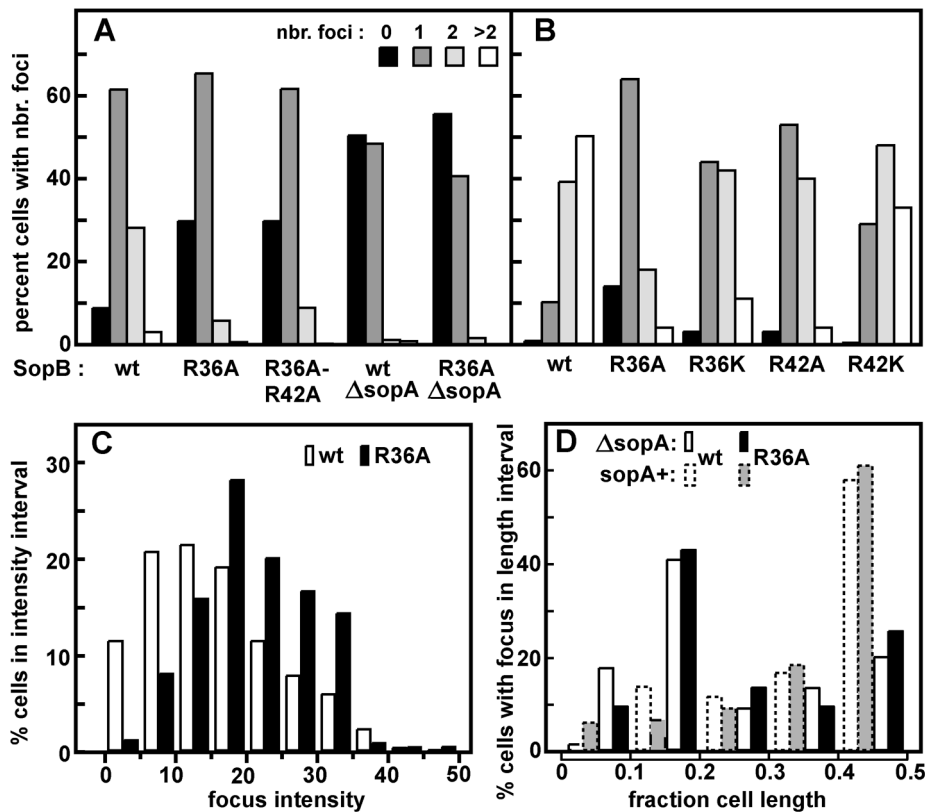 A
nbr. foci : 0 1 2 >2
B
percent cells with nbr. foci
60
40
20
0
SopB : wt R36A R36A-R42A wt ΔsopA R36A ΔsopA
wt R36A R36K R42A R42K
C
wt R36A
% cells in intensity interval
30
20
10
0
0 10 20 30 40 50
focus intensity
D
ΔsopA: wt R36A
sopA+:
% cells with focus in length interval
60
40
20
0
0 0.1 0.2 0.3 0.4 0.5
fraction cell length